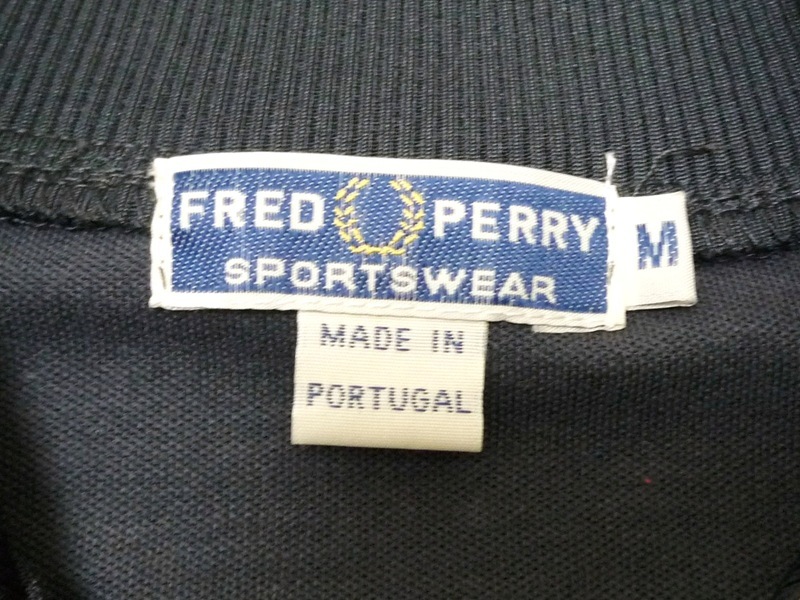 FRED PERRY
SPORTSWEAR
M
MADE IN
PORTUGAL